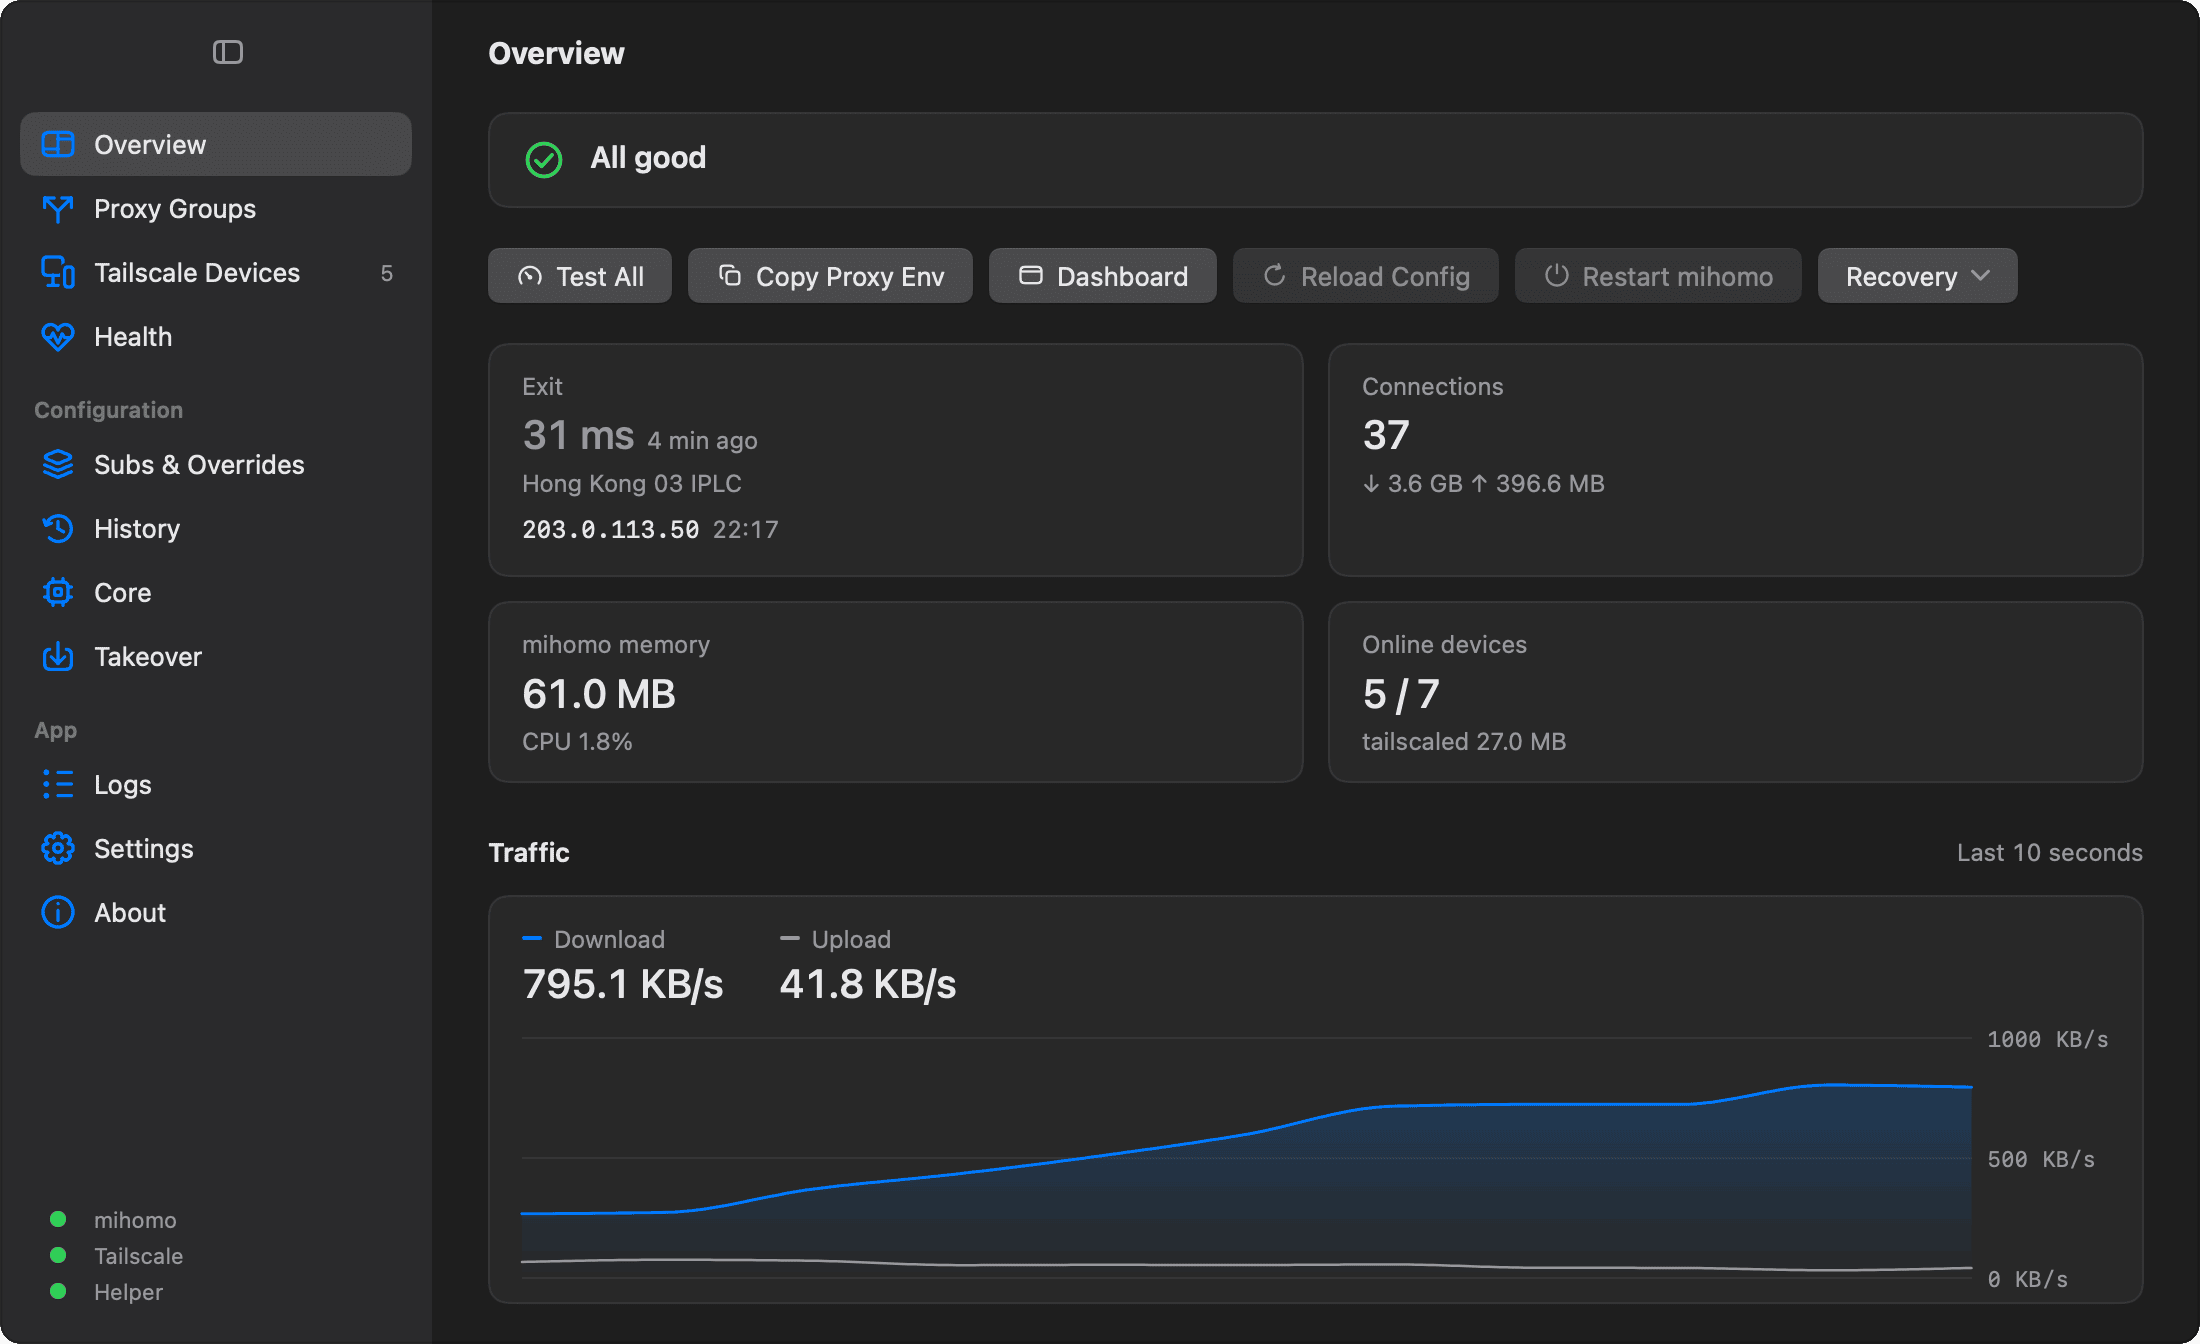 Overview
Proxy Groups
Tailscale Devices 5
Health
Configuration
Subs & Overrides
History
Core
Takeover
App
Logs
Settings
About
mihomo
Tailscale
Helper
Overview
All good
Test All Copy Proxy Env Dashboard Reload Config Restart mihomo Recovery
Exit
31 ms 4 min ago
Hong Kong 03 IPLC
203.0.113.50 22:17
Connections
37
↓ 3.6 GB ↑ 396.6 MB
mihomo memory
61.0 MB
CPU 1.8%
Online devices
5 / 7
tailscaled 27.0 MB
Traffic Last 10 seconds
Download Upload
795.1 KB/s 41.8 KB/s
1000 KB/s
500 KB/s
0 KB/s